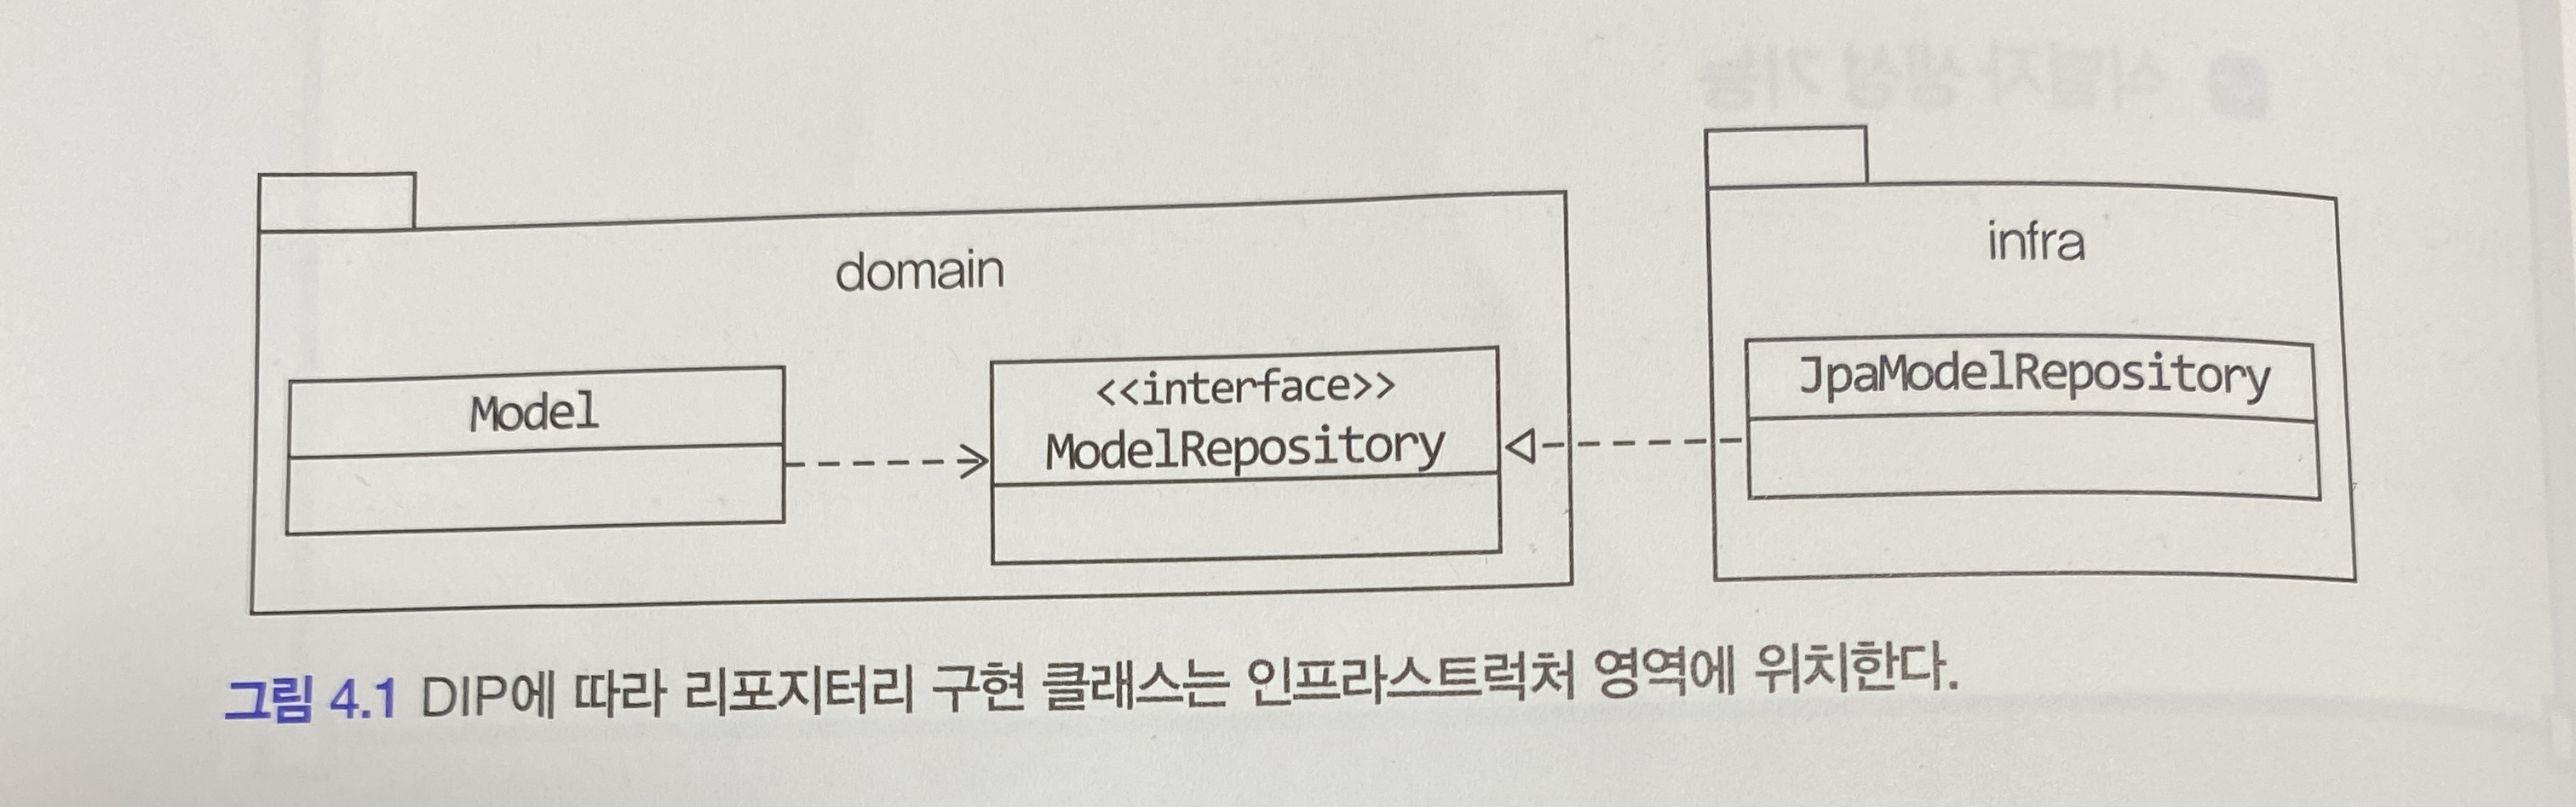 domain
infra
Model
<<interface>>
ModelRepository
JpaModelRepository
그림 4.1 DIP에 따라 리포지터리 구현 클래스는 인프라스트럭처 영역에 위치한다.